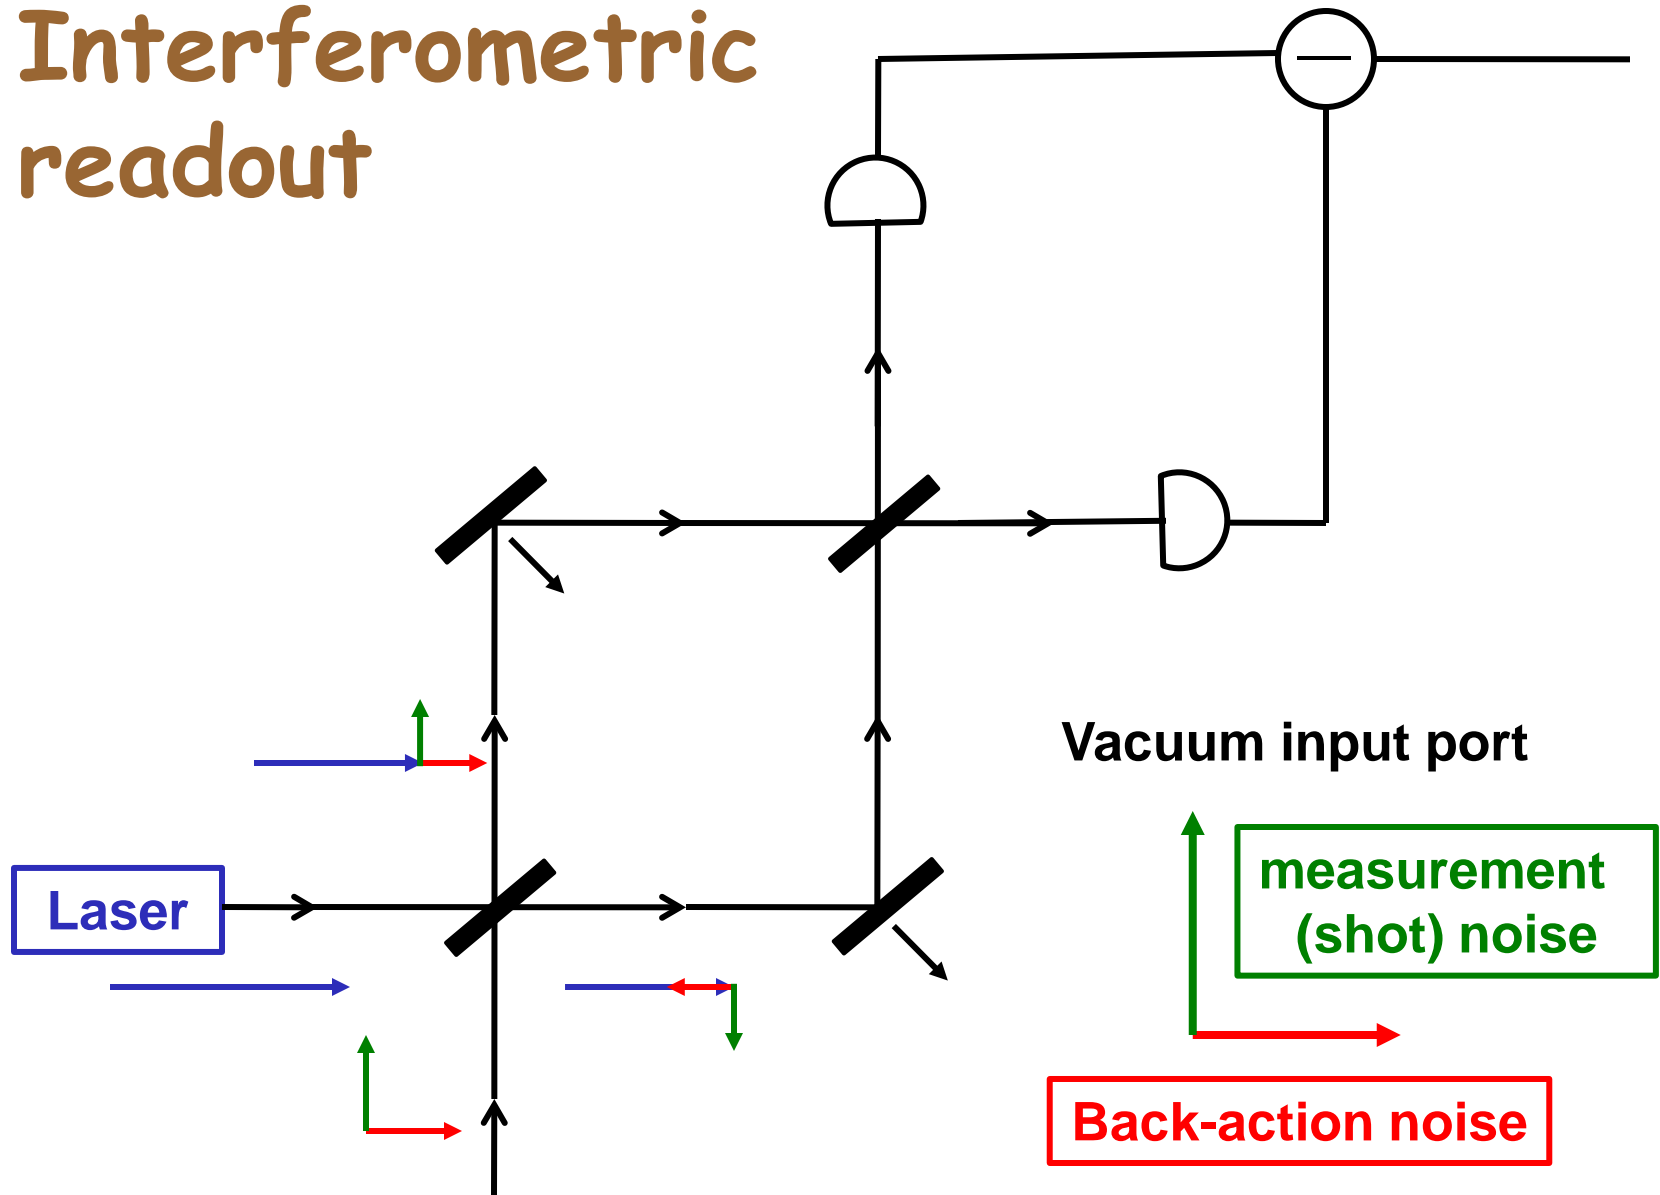 Interferometric
readout
Vacuum input port
Laser
measurement
(shot) noise
Back-action noise